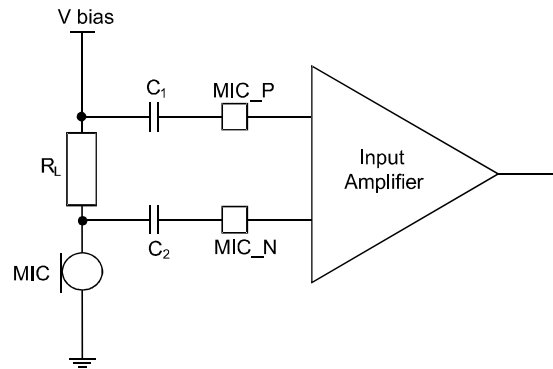 V bias
C1
MIC_P
RL
Input
Amplifier
C2
MIC_N
MIC